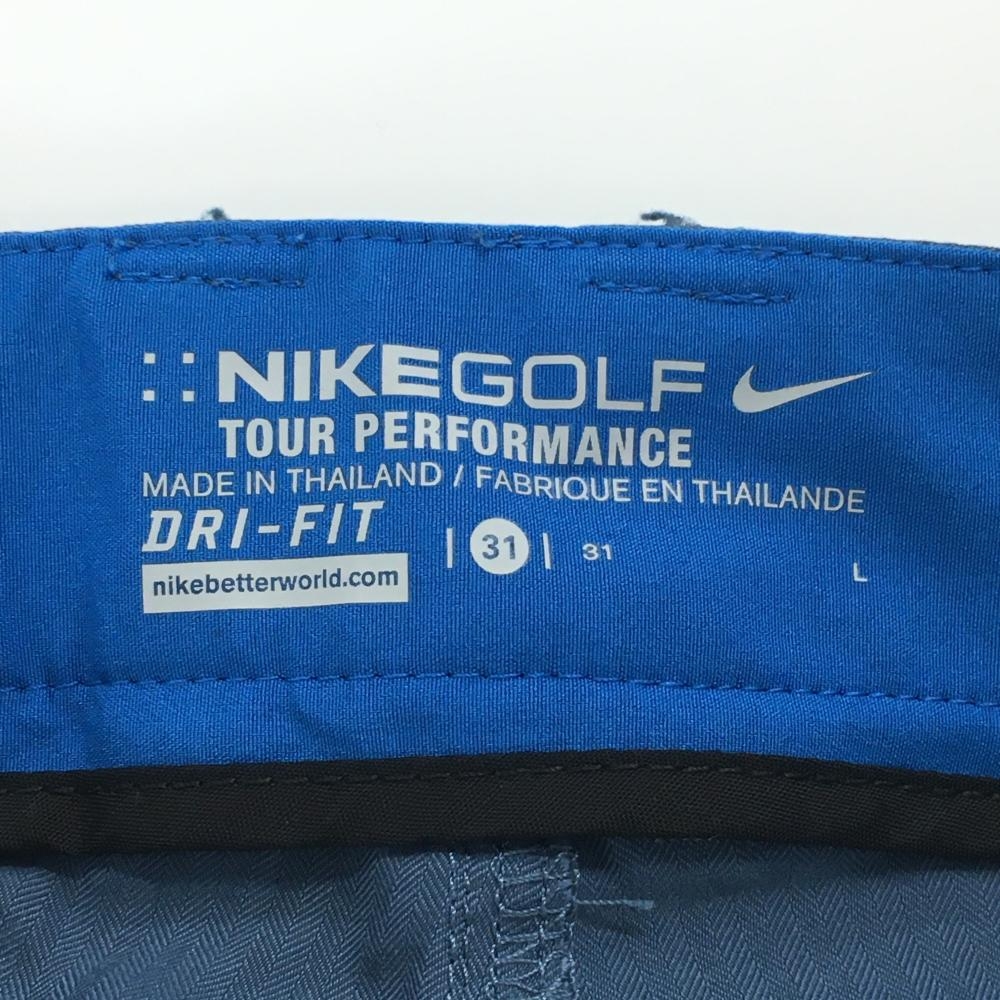 NIKEGOLF
TOUR PERFORMANCE
MADE IN THAILAND / FABRIQUE EN THAILANDE
DRI-FIT | 31 | 31 L
nikebetterworld.com